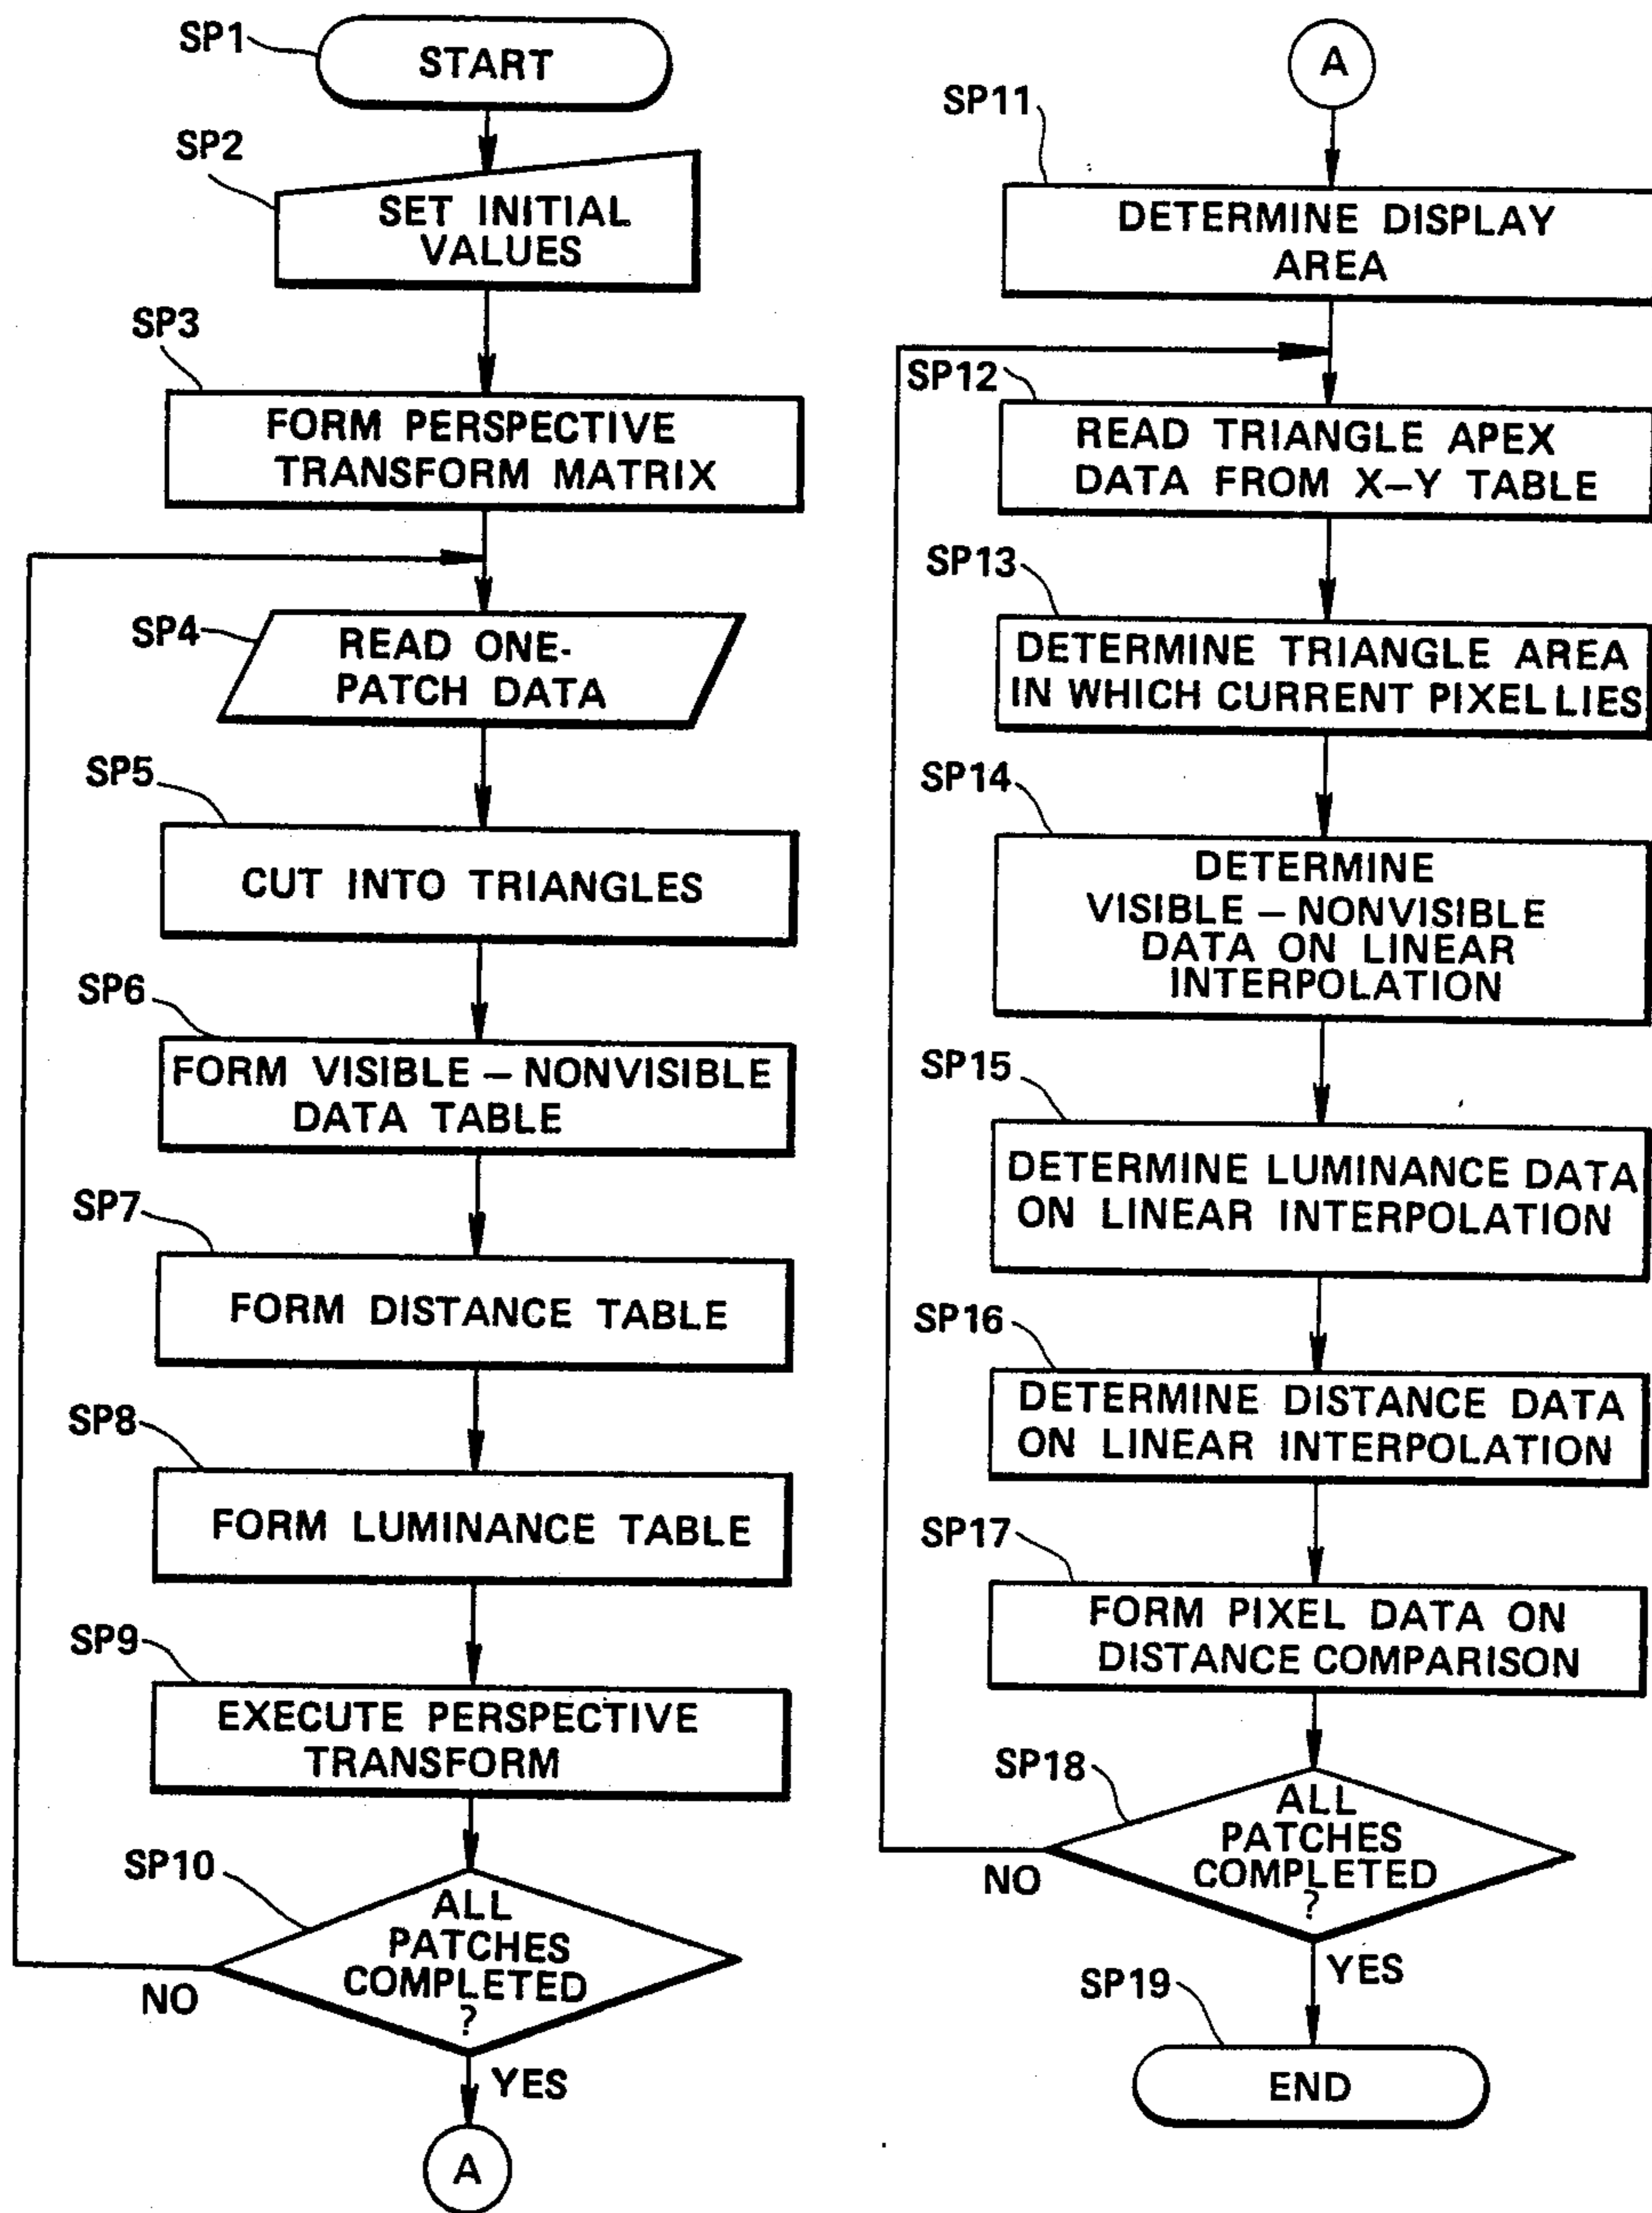 SP1
START
SP2
SET INITIAL
VALUES
SP3
FORM PERSPECTIVE
TRANSFORM MATRIX
SP4
READ ONE-
PATCH DATA
SP5
CUT INTO TRIANGLES
SP6
FORM VISIBLE – NONVISIBLE
DATA TABLE
SP7
FORM DISTANCE TABLE
SP8
FORM LUMINANCE TABLE
SP9
EXECUTE PERSPECTIVE
TRANSFORM
SP10
ALL
PATCHES
COMPLETED
?
NO
YES
A
A
SP11
DETERMINE DISPLAY
AREA
SP12
READ TRIANGLE APEX
DATA FROM X–Y TABLE
SP13
DETERMINE TRIANGLE AREA
IN WHICH CURRENT PIXEL LIES
SP14
DETERMINE
VISIBLE – NONVISIBLE
DATA ON LINEAR
INTERPOLATION
SP15
DETERMINE LUMINANCE DATA
ON LINEAR INTERPOLATION
SP16
DETERMINE DISTANCE DATA
ON LINEAR INTERPOLATION
SP17
FORM PIXEL DATA ON
DISTANCE COMPARISON
SP18
ALL
PATCHES
COMPLETED
?
NO
YES
SP19
END